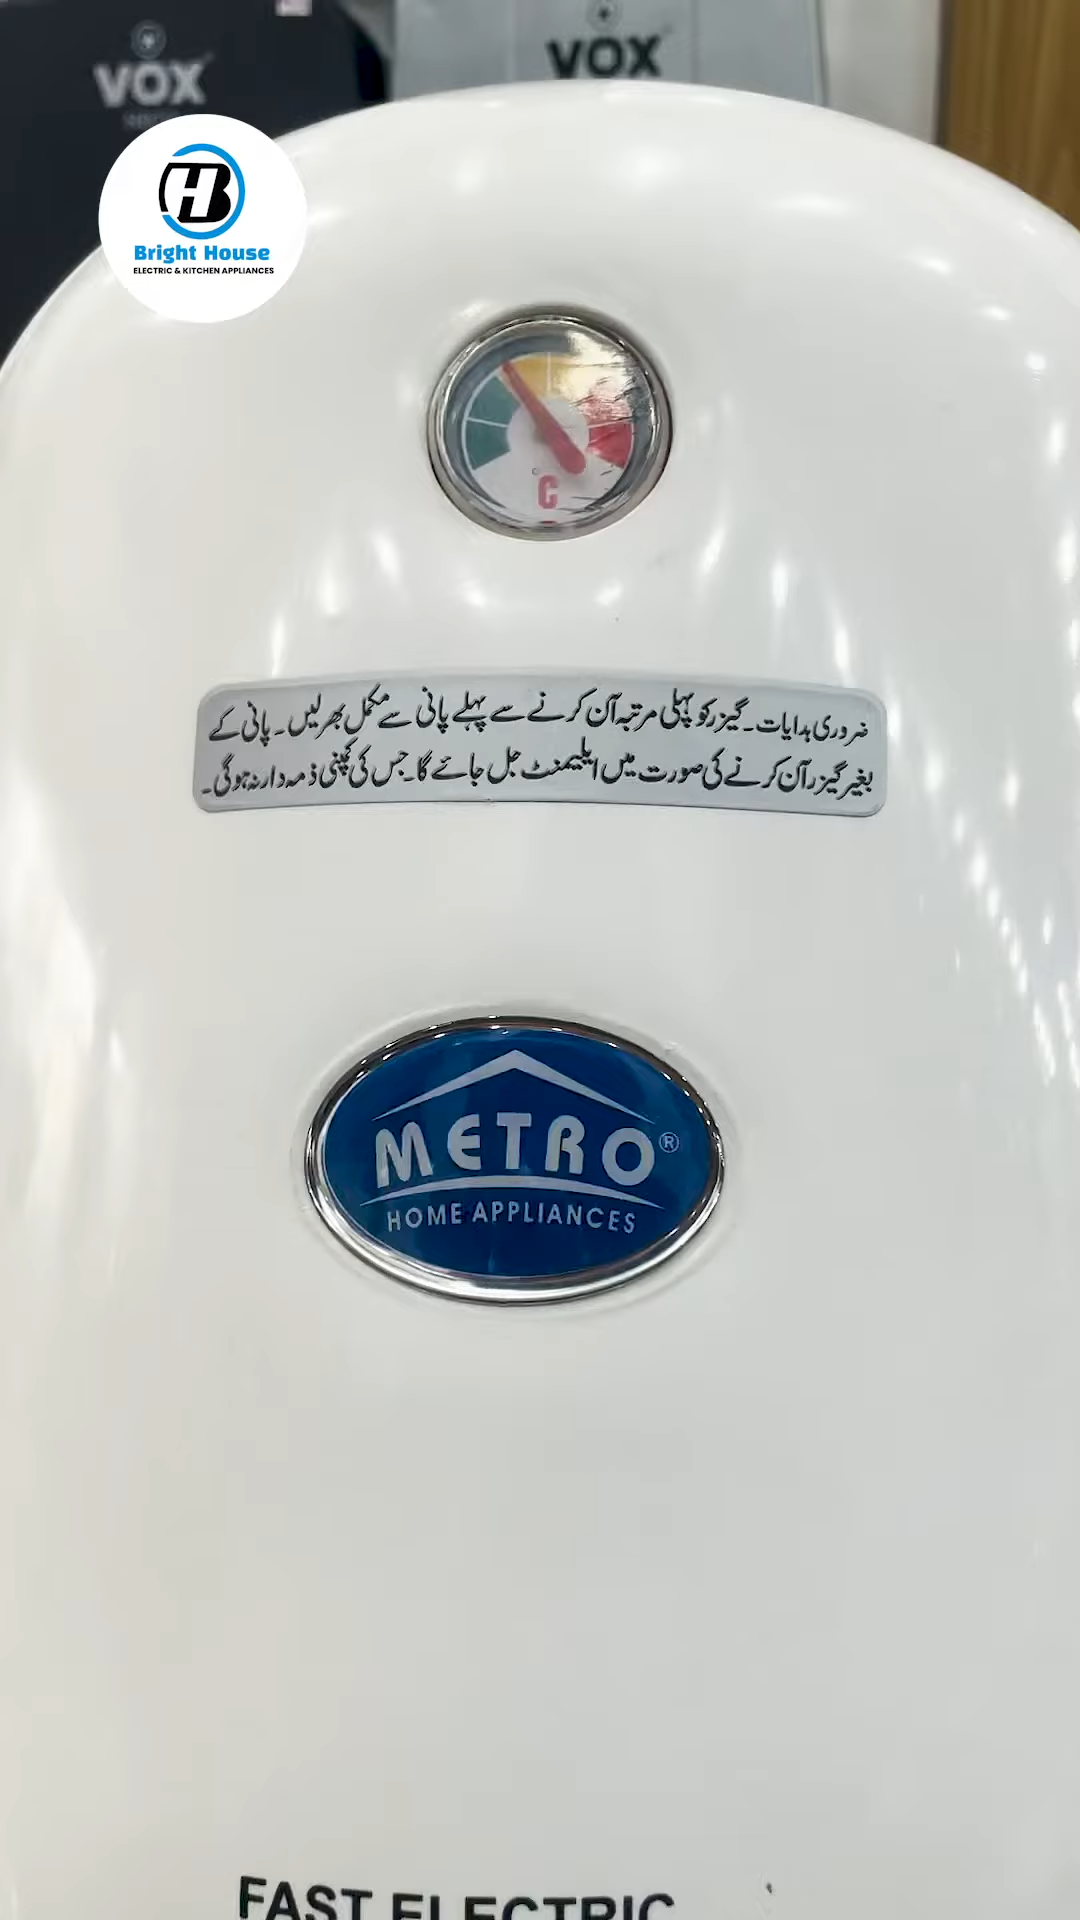 VOX
VOX
HB
Bright House
ELECTRIC & KITCHEN APPLIANCES
°C
ضروری ہدایات۔ گیزر کو پہلی مرتبہ آن کرنے سے پہلے پانی سے مکمل بھر لیں۔ پانی کے
بغیر گیزر آن کرنے کی صورت میں ایلیمنٹ جل جائے گا۔ جس کی کمپنی ذمہ دار نہ ہوگی۔
METRO®
HOME APPLIANCES
FAST ELECTRIC